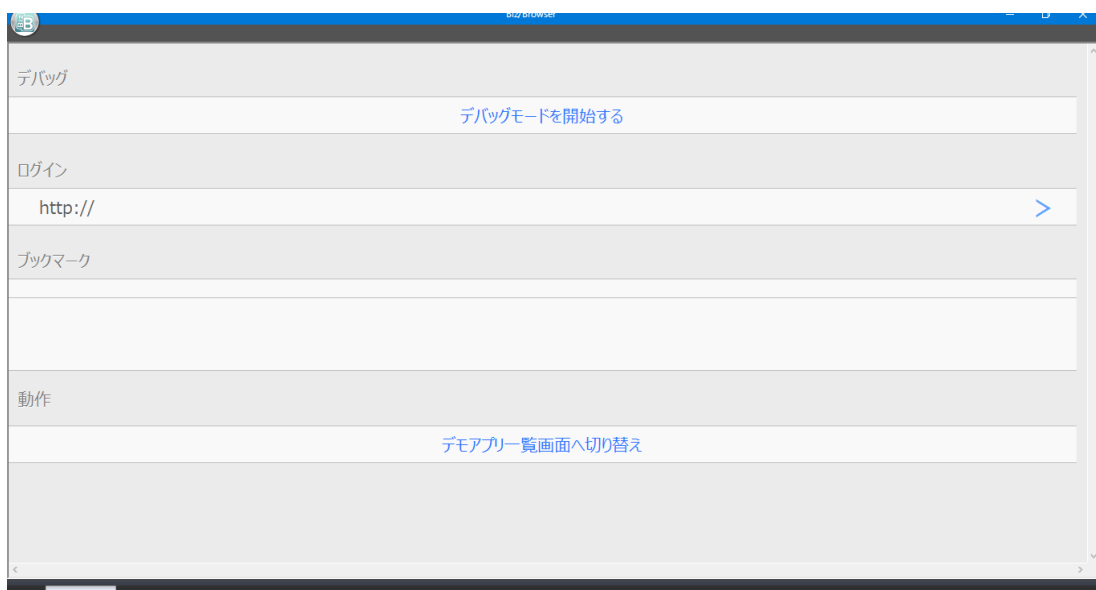 Biz/Browser
デバッグ
デバッグモードを開始する
ログイン
http://
>
ブックマーク
動作
デモアプリ一覧画面へ切り替え